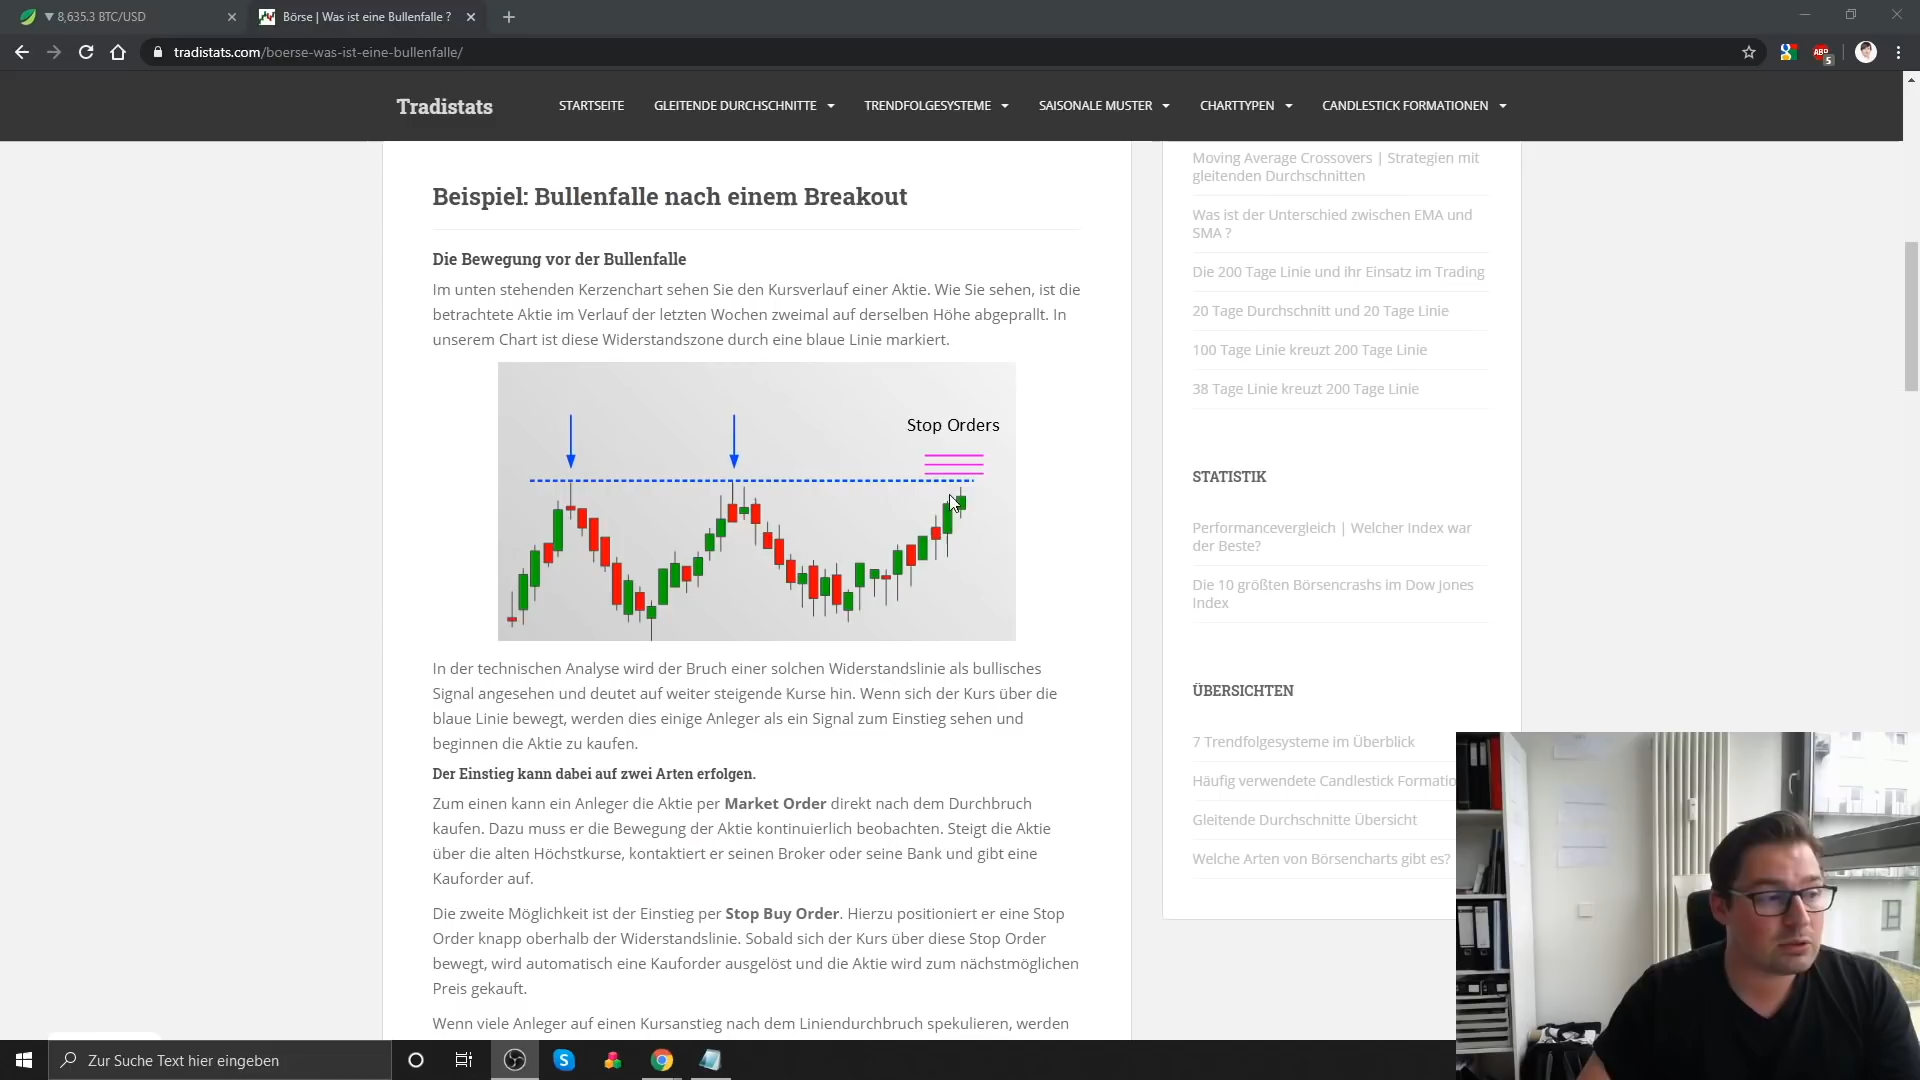 8,635.3 BTC/USD
Börse | Was ist eine Bullenfalle ?
tradistats.com/boerse-was-ist-eine-bullenfalle/
ABP
5
Tradistats
STARTSEITE
GLEITENDE DURCHSCHNITTE
TRENDFOLGESYSTEME
SAISONALE MUSTER
CHARTTYPEN
CANDLESTICK FORMATIONEN
Beispiel: Bullenfalle nach einem Breakout
Die Bewegung vor der Bullenfalle
Im unten stehenden Kerzenchart sehen Sie den Kursverlauf einer Aktie. Wie Sie sehen, ist die
betrachtete Aktie im Verlauf der letzten Wochen zweimal auf derselben Höhe abgeprallt. In
unserem Chart ist diese Widerstandszone durch eine blaue Linie markiert.
Stop Orders
In der technischen Analyse wird der Bruch einer solchen Widerstandslinie als bullisches
Signal angesehen und deutet auf weiter steigende Kurse hin. Wenn sich der Kurs über die
blaue Linie bewegt, werden dies einige Anleger als ein Signal zum Einstieg sehen und
beginnen die Aktie zu kaufen.
Der Einstieg kann dabei auf zwei Arten erfolgen.
Zum einen kann ein Anleger die Aktie per Market Order direkt nach dem Durchbruch
kaufen. Dazu muss er die Bewegung der Aktie kontinuierlich beobachten. Steigt die Aktie
über die alten Höchstkurse, kontaktiert er seinen Broker oder seine Bank und gibt eine
Kauforder auf.
Die zweite Möglichkeit ist der Einstieg per Stop Buy Order. Hierzu positioniert er eine Stop
Order knapp oberhalb der Widerstandslinie. Sobald sich der Kurs über diese Stop Order
bewegt, wird automatisch eine Kauforder ausgelöst und die Aktie wird zum nächstmöglichen
Preis gekauft.
Wenn viele Anleger auf einen Kursanstieg nach dem Liniendurchbruch spekulieren, werden
Moving Average Crossovers | Strategien mit
gleitenden Durchschnitten
Was ist der Unterschied zwischen EMA und
SMA ?
Die 200 Tage Linie und ihr Einsatz im Trading
20 Tage Durchschnitt und 20 Tage Linie
100 Tage Linie kreuzt 200 Tage Linie
38 Tage Linie kreuzt 200 Tage Linie
STATISTIK
Performancevergleich | Welcher Index war
der Beste?
Die 10 größten Börsencrashs im Dow Jones
Index
ÜBERSICHTEN
7 Trendfolgesysteme im Überblick
Häufig verwendete Candlestick Formatio
Gleitende Durchschnitte Übersicht
Welche Arten von Börsencharts gibt es?
Zur Suche Text hier eingeben